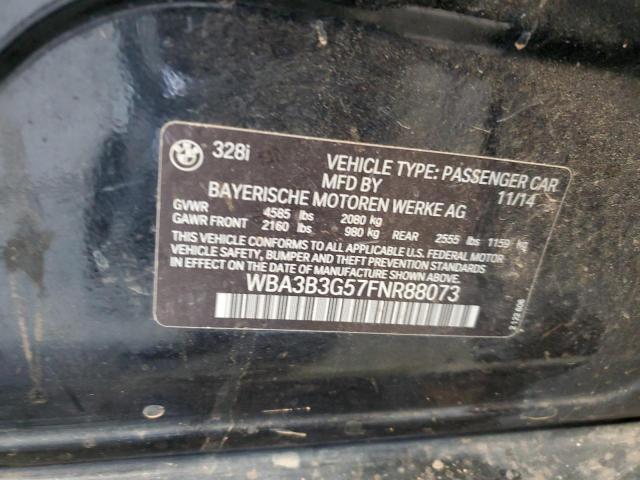 BMW
328i
VEHICLE TYPE: PASSENGER CAR
MFD BY 11/14
BAYERISCHE MOTOREN WERKE AG
GVWR 4585 lbs 2080 kg
GAWR FRONT 2160 lbs 980 kg REAR 2555 lbs 1159 kg
THIS VEHICLE CONFORMS TO ALL APPLICABLE U.S. FEDERAL MOTOR
VEHICLE SAFETY, BUMPER AND THEFT PREVENTION STANDARDS
IN EFFECT ON THE DATE OF MANUFACTURE SHOWN ABOVE.
WBA3B3G57FNR88073